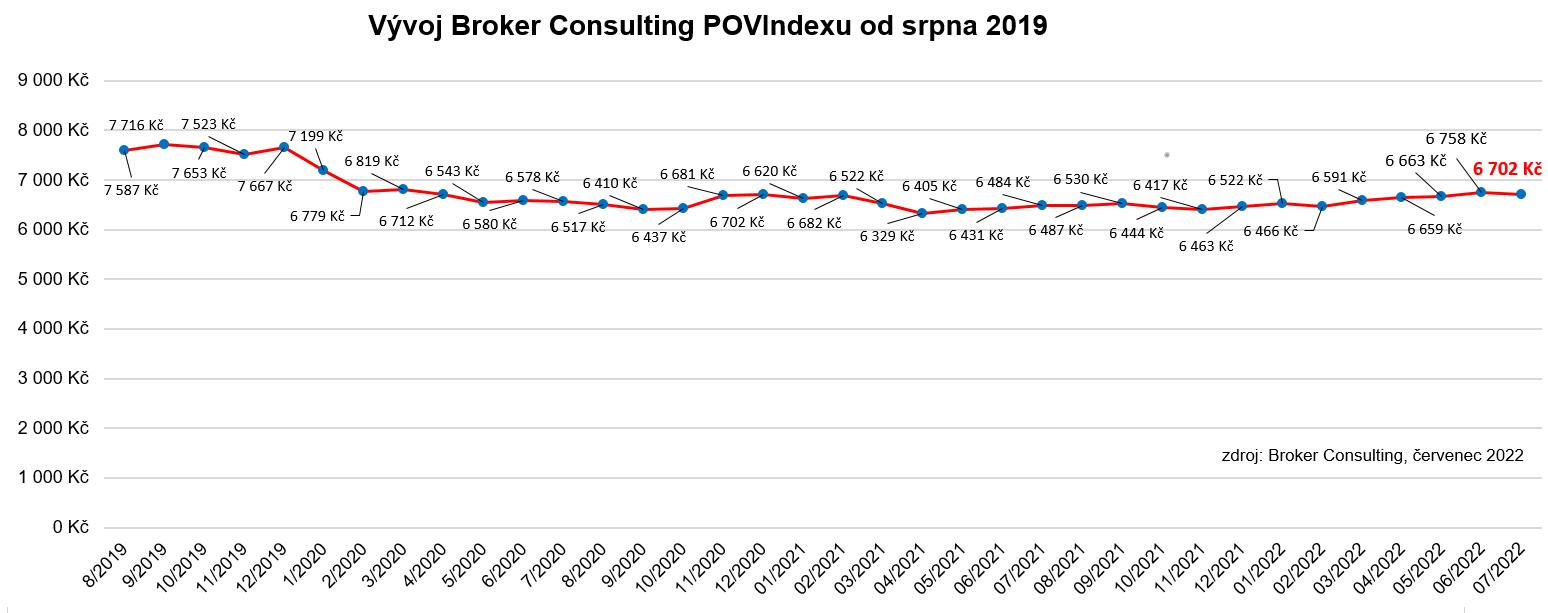 Vývoj Broker Consulting POVIndexu od srpna 2019
9 000 Kč
8 000 Kč
7 000 Kč
6 000 Kč
5 000 Kč
4 000 Kč
3 000 Kč
2 000 Kč
1 000 Kč
0 Kč
7 587 Kč
7 716 Kč
7 653 Kč
7 523 Kč
7 667 Kč
7 199 Kč
6 779 Kč
6 819 Kč
6 712 Kč
6 543 Kč
6 580 Kč
6 578 Kč
6 517 Kč
6 410 Kč
6 437 Kč
6 681 Kč
6 702 Kč
6 620 Kč
6 682 Kč
6 522 Kč
6 329 Kč
6 405 Kč
6 431 Kč
6 484 Kč
6 487 Kč
6 530 Kč
6 444 Kč
6 417 Kč
6 463 Kč
6 522 Kč
6 466 Kč
6 591 Kč
6 659 Kč
6 663 Kč
6 758 Kč
6 702 Kč
zdroj: Broker Consulting, červenec 2022
8/2019
9/2019
10/2019
11/2019
12/2019
1/2020
2/2020
3/2020
4/2020
5/2020
6/2020
7/2020
8/2020
9/2020
10/2020
11/2020
12/2020
01/2021
02/2021
03/2021
04/2021
05/2021
06/2021
07/2021
08/2021
09/2021
10/2021
11/2021
12/2021
01/2022
02/2022
03/2022
04/2022
05/2022
06/2022
07/2022